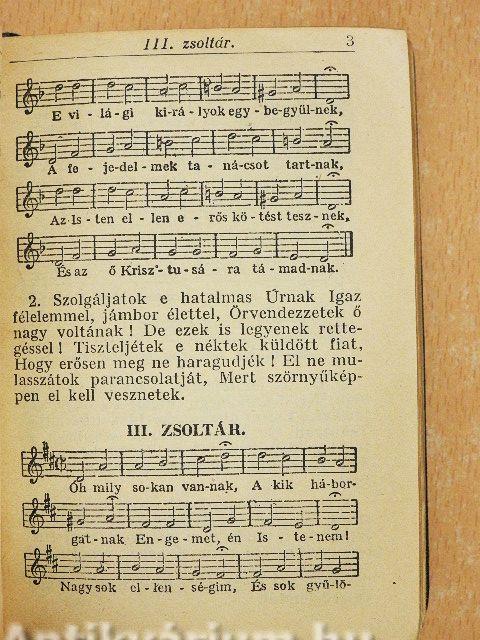 III. zsoltár. 3
E vi - lá - gi ki - rá - lyok egy - be - gyül - nek,
A fe - je - del - mek ta - ná - csot tart - nak,
Az Is - ten el - len e - rős kö - tést tesz - nek,
És az ő Krisz - tu - sá - ra tá - mad - nak.
2. Szolgáljatok e hatalmas Úrnak Igaz
félelemmel, jámbor élettel, Örvendezzetek ő
nagy voltának! De ezek is legyenek rette-
géssel! Tiszteljétek e néktek küldött fiat,
Hogy erősen meg ne haragudjék! El ne mu-
lasszátok parancsolatját, Mert szörnyűkép-
pen el kell vesznetek.
III. ZSOLTÁR.
Óh mily so - kan van - nak, A kik há - bor-
gat - nak En - ge - met, én Is - te - nem!
Nagy sok el - len - sé - gim, És sok gyű - lö-
Antikvárium.hu